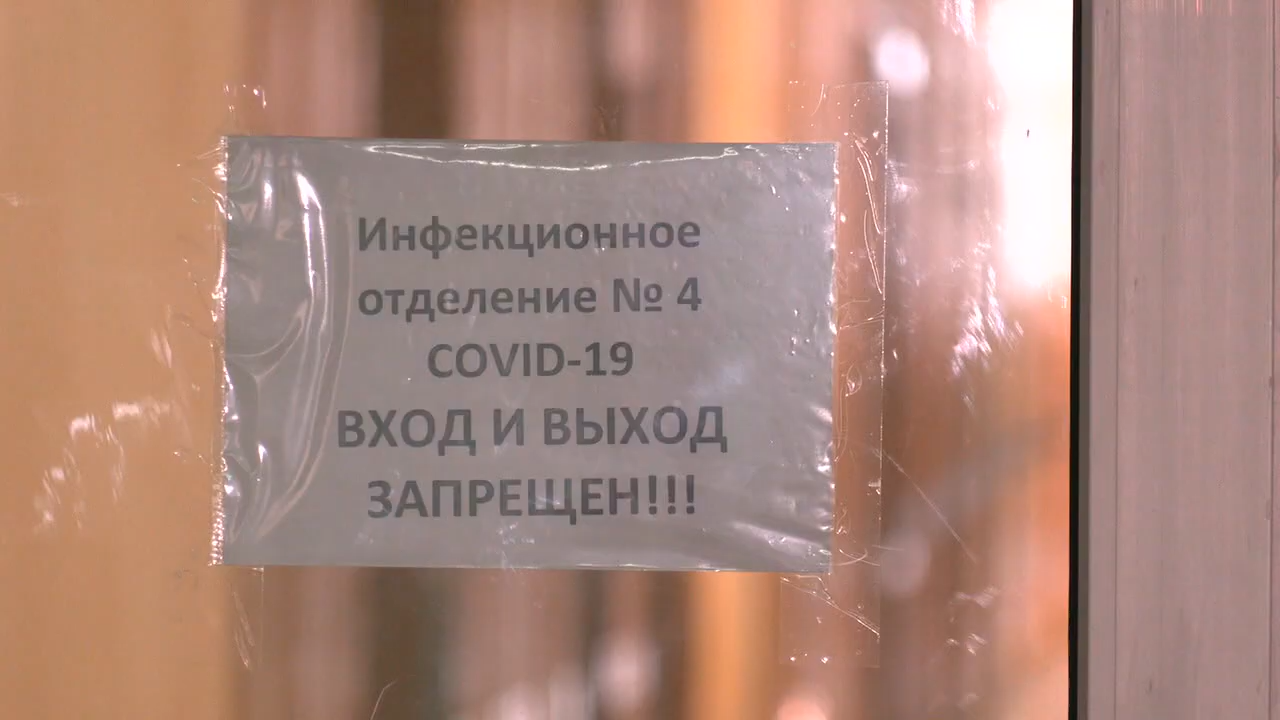 Инфекционное
отделение № 4
COVID-19
ВХОД И ВЫХОД
ЗАПРЕЩЕН!!!